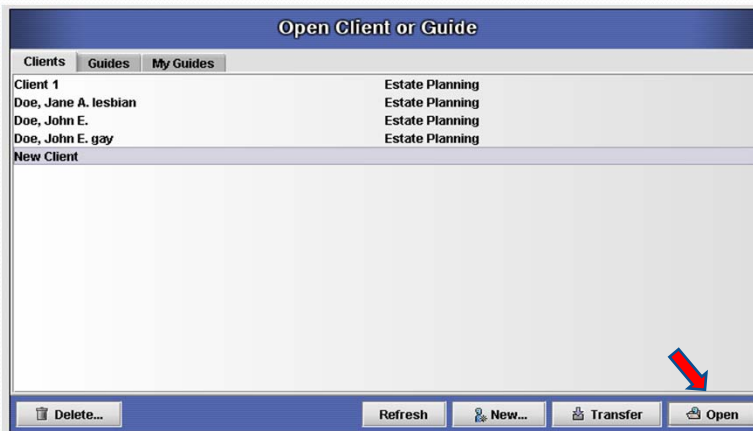 Open Client or Guide
Clients Guides My Guides
Client 1 Estate Planning
Doe, Jane A. lesbian Estate Planning
Doe, John E. Estate Planning
Doe, John E. gay Estate Planning
New Client
Delete... Refresh New... Transfer Open